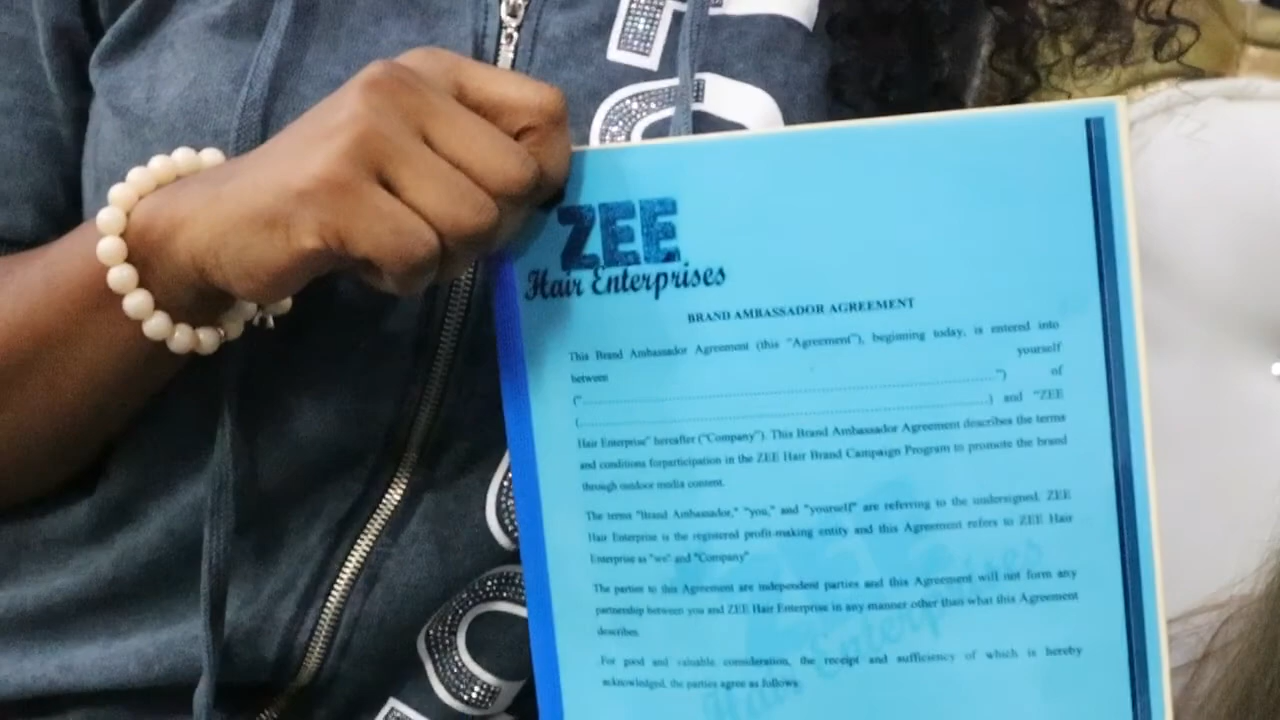 ZEE
Hair Enterprises
BRAND AMBASSADOR AGREEMENT
This Brand Ambassador Agreement (this "Agreement"), beginning today, is entered into
between yourself
("..............................................................................................") of
(..............................................................................................) and "ZEE
Hair Enterprise" hereafter ("Company"). This Brand Ambassador Agreement describes the terms
and conditions forparticipation in the ZEE Hair Brand Campaign Program to promote the brand
through outdoor media content.
The terms "Brand Ambassador," "you," and "yourself" are referring to the undersigned. ZEE
Hair Enterprise is the registered profit-making entity and this Agreement refers to ZEE Hair
Enterprise as "we" and "Company"
The parties to this Agreement are independent parties and this Agreement will not form any
partnership between you and ZEE Hair Enterprise in any manner other than what this Agreement
describes.
For good and valuable consideration, the receipt and sufficiency of which is hereby
acknowledged, the parties agree as follows: